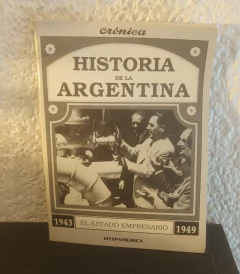 crónica
HISTORIA
DE LA
ARGENTINA
1943 EL ESTADO EMPRESARIO 1949
HYSPAMERICA